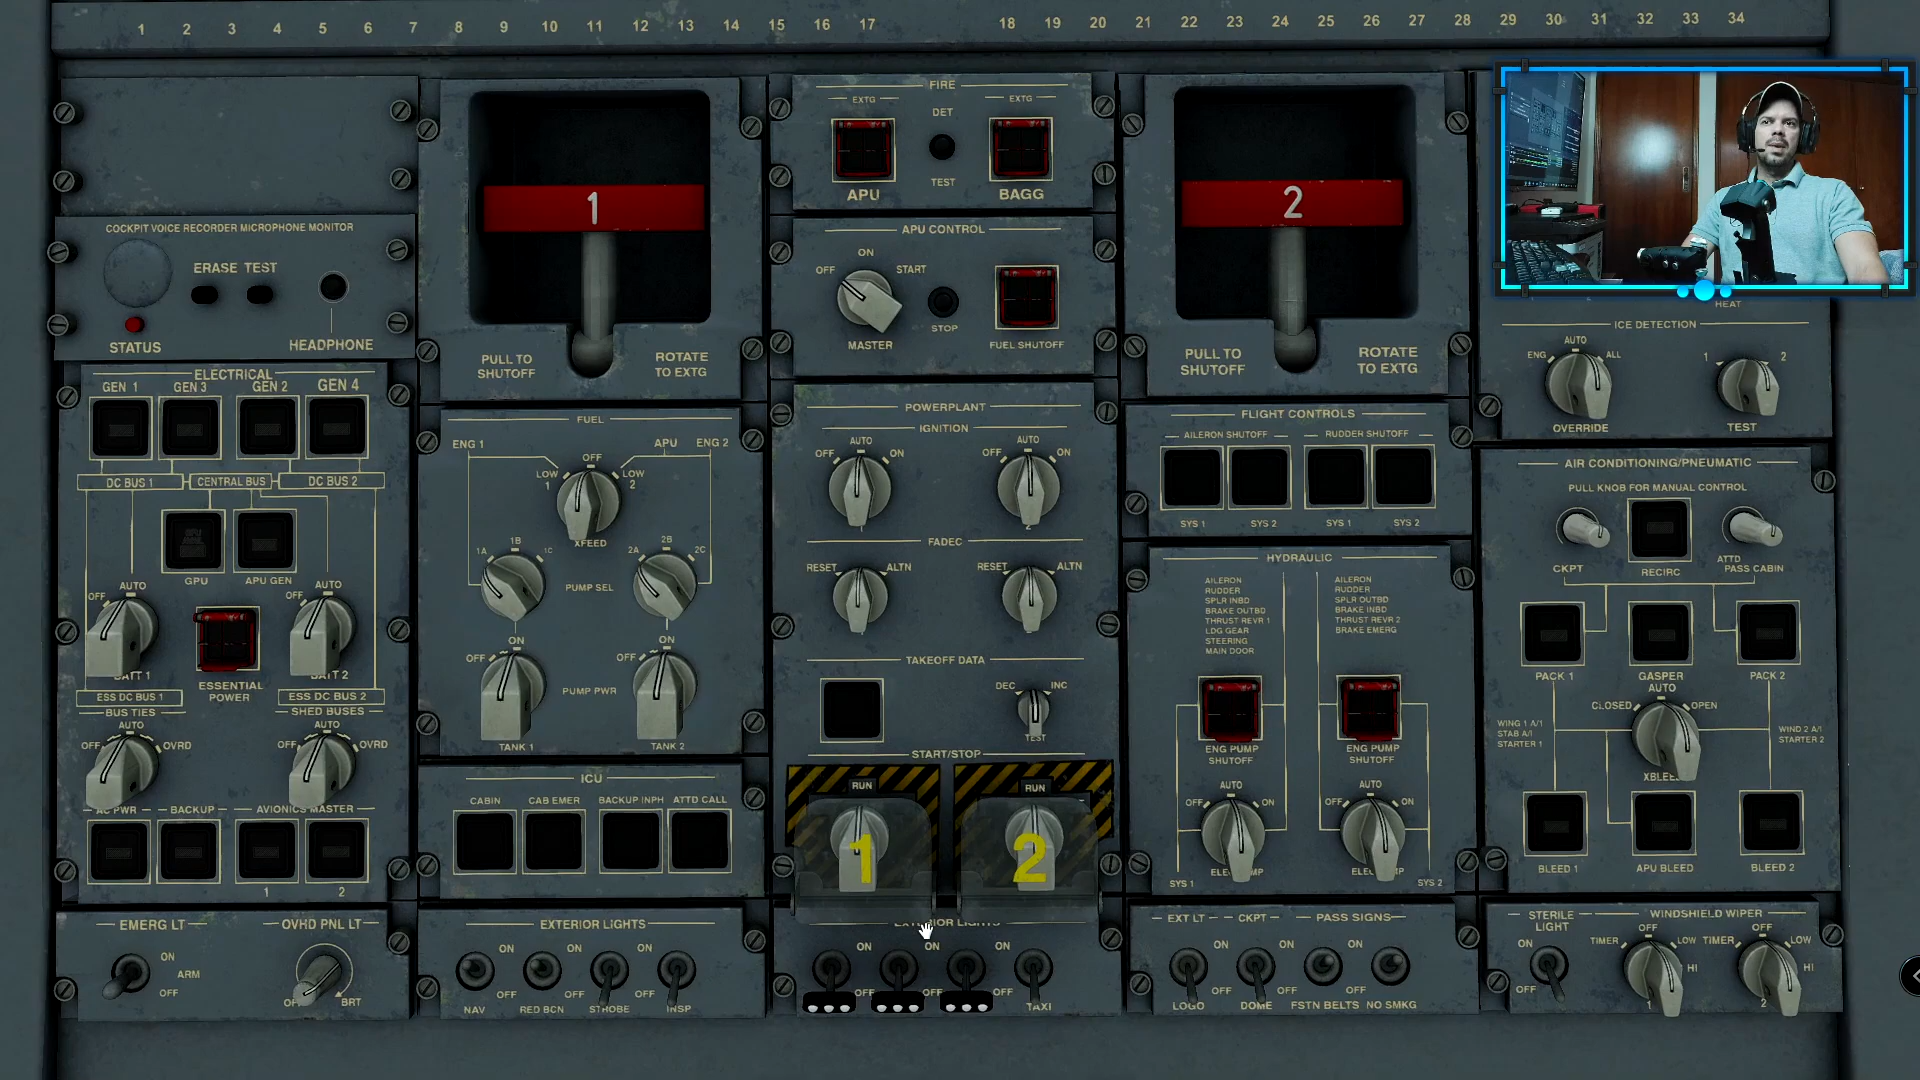 1 2 3 4 5 6 7 8 9 10 11 12 13 14 15 16 17 18 19 20 21 22 23 24 25 26 27 28 29 30 31 32 33 34
COCKPIT VOICE RECORDER MICROPHONE MONITOR
ERASE TEST
STATUS
HEADPHONE
ELECTRICAL
GEN 1 GEN 3 GEN 2 GEN 4
DC BUS 1 CENTRAL BUS DC BUS 2
GPU APU GEN
OFF AUTO
OFF AUTO
BATT 1
ESSENTIAL
POWER
BATT 2
ESS DC BUS 1
ESS DC BUS 2
BUS TIES
SHED BUSES
OFF AUTO OVRD
OFF AUTO OVRD
AC PWR BACKUP AVIONICS MASTER
1 2
EMERG LT
ON
ARM
OFF
OVHD PNL LT
OFF BRT
1
PULL TO
SHUTOFF
ROTATE
TO EXTG
FUEL
ENG 1
APU ENG 2
OFF
LOW
1
LOW
2
XFEED
1A 1B 1C
2A 2B 2C
PUMP SEL
OFF ON
OFF ON
PUMP PWR
TANK 1
TANK 2
ICU
CABIN CAB EMER BACKUP INPH ATTD CALL
EXTERIOR LIGHTS
ON ON ON ON
OFF OFF OFF OFF
NAV RED BCN STROBE INSP
FIRE
EXTG DET EXTG
TEST
APU BAGG
APU CONTROL
OFF ON START
STOP
MASTER
FUEL SHUTOFF
POWERPLANT
IGNITION
OFF AUTO ON
OFF AUTO ON
2
FADEC
RESET ALTN
RESET ALTN
TAKEOFF DATA
DEC INC
TEST
START/STOP
RUN RUN
1 2
EXTERIOR LIGHTS
ON ON ON
OFF OFF
TAXI
2
PULL TO
SHUTOFF
ROTATE
TO EXTG
FLIGHT CONTROLS
AILERON SHUTOFF RUDDER SHUTOFF
SYS 1 SYS 2 SYS 1 SYS 2
HYDRAULIC
AILERON
RUDDER
SPLR INBD
BRAKE OUTBD
THRUST REVR 1
LDG GEAR
STEERING
MAIN DOOR
AILERON
RUDDER
SPLR OUTBD
BRAKE INBD
THRUST REVR 2
BRAKE EMERG
ENG PUMP
SHUTOFF
ENG PUMP
SHUTOFF
OFF AUTO ON
OFF AUTO ON
SYS 1
SYS 2
EXT LT CKPT PASS SIGNS
ON ON ON
OFF OFF OFF
LOGO DOME FSTN BELTS NO SMKG
HEAT
ICE DETECTION
ENG AUTO ALL
1 2
OVERRIDE
TEST
AIR CONDITIONING/PNEUMATIC
PULL KNOB FOR MANUAL CONTROL
CKPT
RECIRC
ATTD
PASS CABIN
PACK 1 GASPER PACK 2
CLOSED AUTO OPEN
WING 1 A/I
STAB A/I
STARTER 1
WIND 2 A/I
STARTER 2
BLEED 1 APU BLEED BLEED 2
STERILE
LIGHT
ON
OFF
WINDSHIELD WIPER
TIMER OFF LOW HI
TIMER OFF LOW HI
1 2